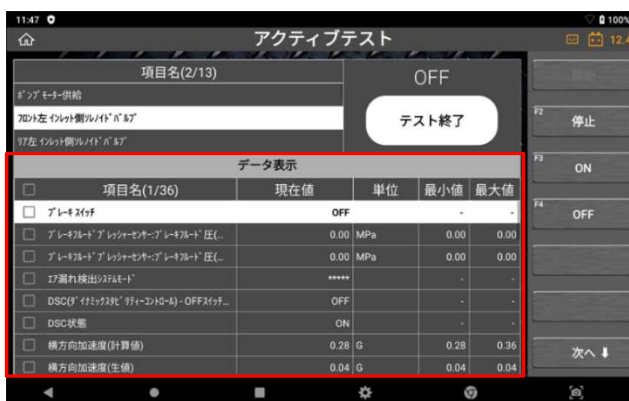 11:47
100%
アクティブテスト
12.4
項目名(2/13)
OFF
ﾎﾟﾝﾌﾟﾓｰﾀｰ供給
ﾌﾛﾝﾄ左 ｲﾝﾚｯﾄ側ｿﾚﾉｲﾄﾞﾊﾞﾙﾌﾞ
ﾘｱ左 ｲﾝﾚｯﾄ側ｿﾚﾉｲﾄﾞﾊﾞﾙﾌﾞ
テスト終了
開始
F2 停止
F3 ON
F4 OFF
データ表示
項目名(1/36) 現在値 単位 最小値 最大値
ﾌﾞﾚｰｷ ｽｲｯﾁ OFF - -
ﾌﾞﾚｰｷﾌﾙｰﾄﾞﾌﾟﾚｯｼｬｰｾﾝｻｰ:ﾌﾞﾚｰｷﾌﾙｰﾄﾞ圧(... 0.00 MPa 0.00 0.00
ﾌﾞﾚｰｷﾌﾙｰﾄﾞﾌﾟﾚｯｼｬｰｾﾝｻｰ:ﾌﾞﾚｰｷﾌﾙｰﾄﾞ圧(... 0.00 MPa 0.00 0.00
ｴｱ漏れ検出ｼｽﾃﾑﾓｰﾄﾞ ***** - -
DSC(ﾀﾞｲﾅﾐｯｸｽﾀﾋﾞﾘﾃｨｰｺﾝﾄﾛｰﾙ) - OFFｽｲｯﾁ... OFF - -
DSC状態 ON - -
横方向加速度(計算値) 0.28 G 0.28 0.36
横方向加速度(生値) 0.04 G 0.04 0.04
次へ ⬇